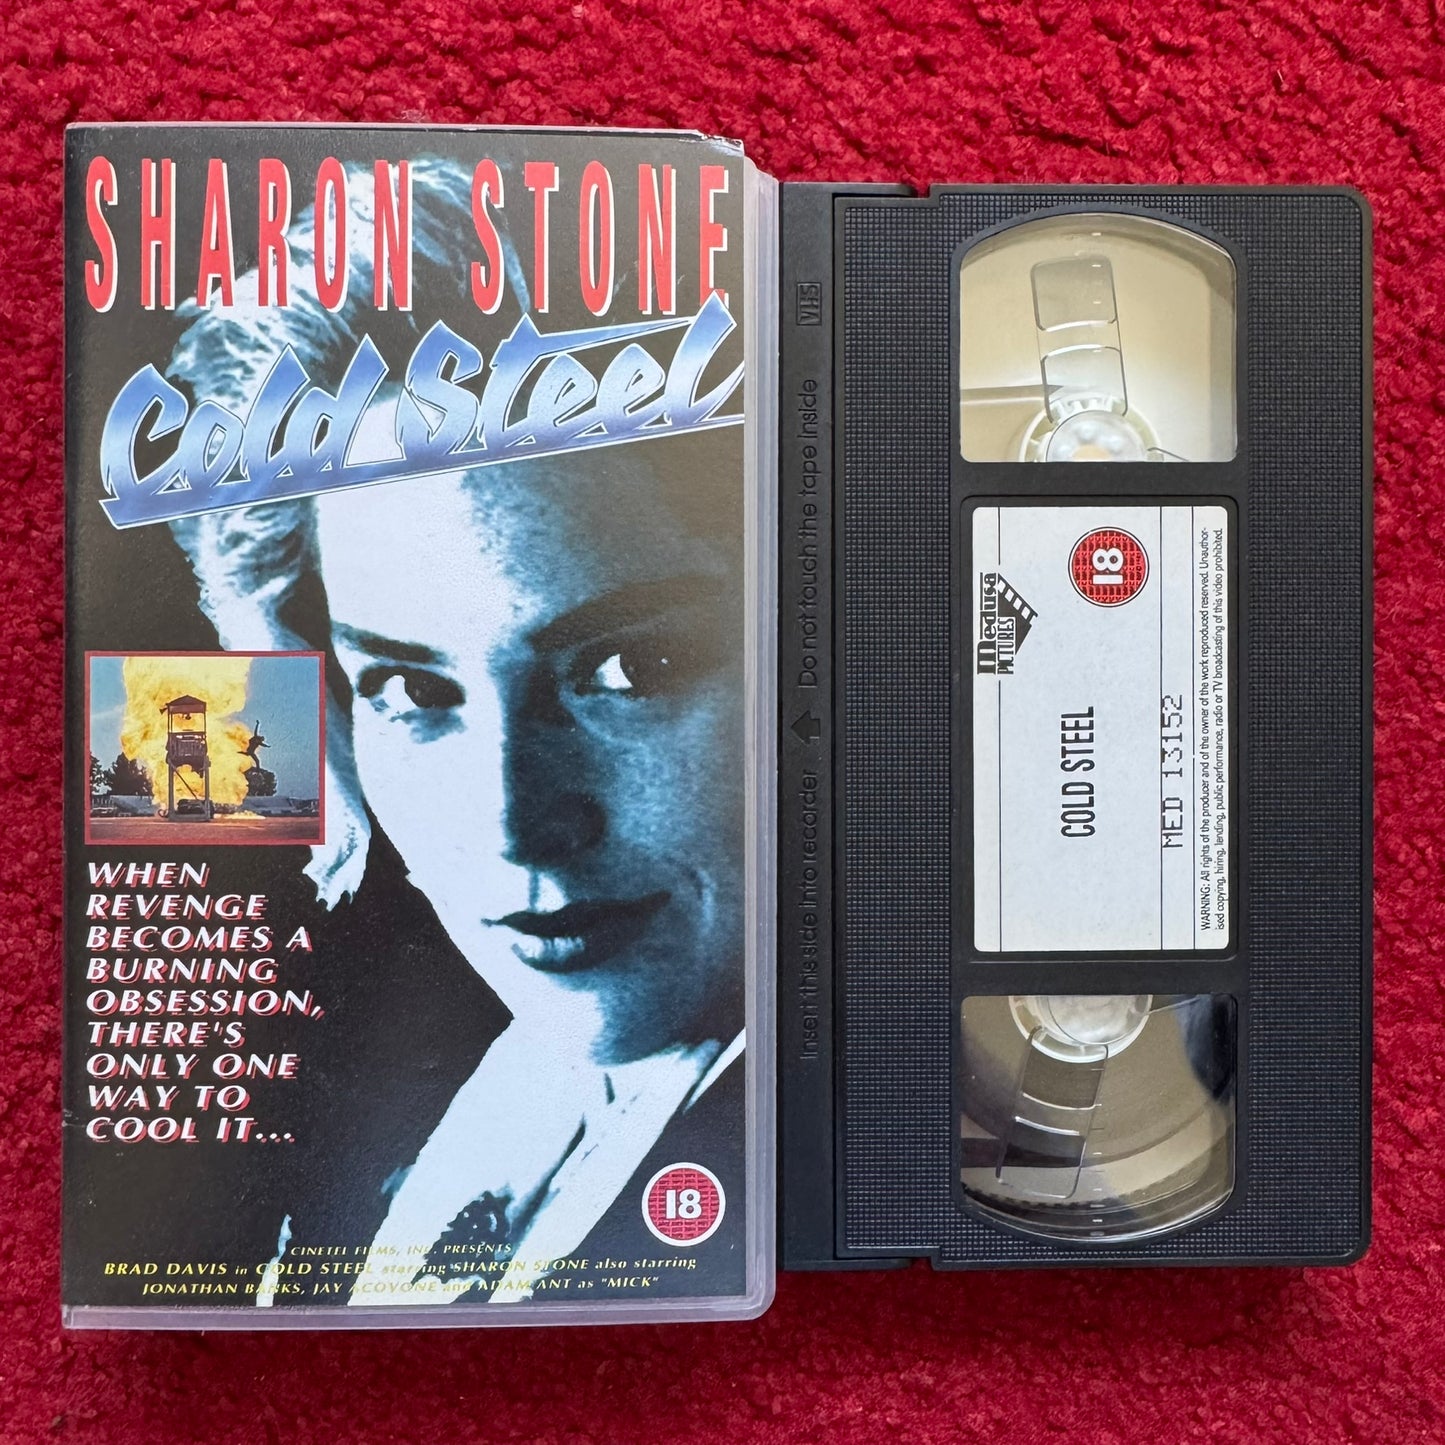 SHARON STONE
Cold Steel
WHEN
REVENGE
BECOMES A
BURNING
OBSESSION,
THERE'S
ONLY ONE
WAY TO
COOL IT...
18
CINETEL FILMS, INC. PRESENTS
BRAD DAVIS in COLD STEEL starring SHARON STONE also starring
JONATHAN BANKS, JAY ACOVONE and ADAM ANT as "MICK"
VHS
Insert this side into recorder Do not touch the tape inside
medusa
PICTURES
18
COLD STEEL
MED 13152
WARNING: All rights of the producer and of the owner of the work reproduced reserved. Unauthor-
ised copying, hiring, lending, public performance, radio or TV broadcasting of this video prohibited.